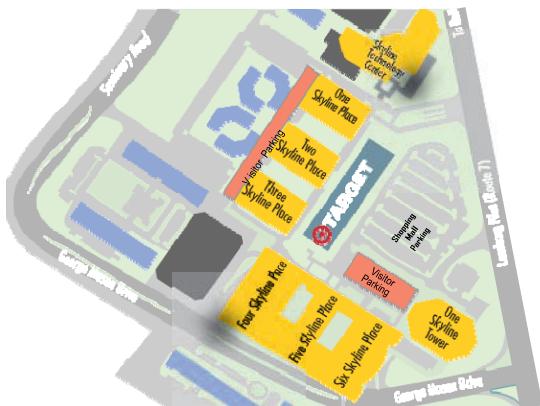 To
Seminary Road
Skyline
Technology
Center
One
Skyline Place
Visitor Parking
Two
Skyline Place
Three
Skyline Place
TARGET
Leesburg Pike (Route 7)
Shopping
Mall
Parking
George Mason Drive
Four Skyline Place
Visitor
Parking
Five Skyline Place
One
Skyline
Tower
Six Skyline Place
George Mason Drive